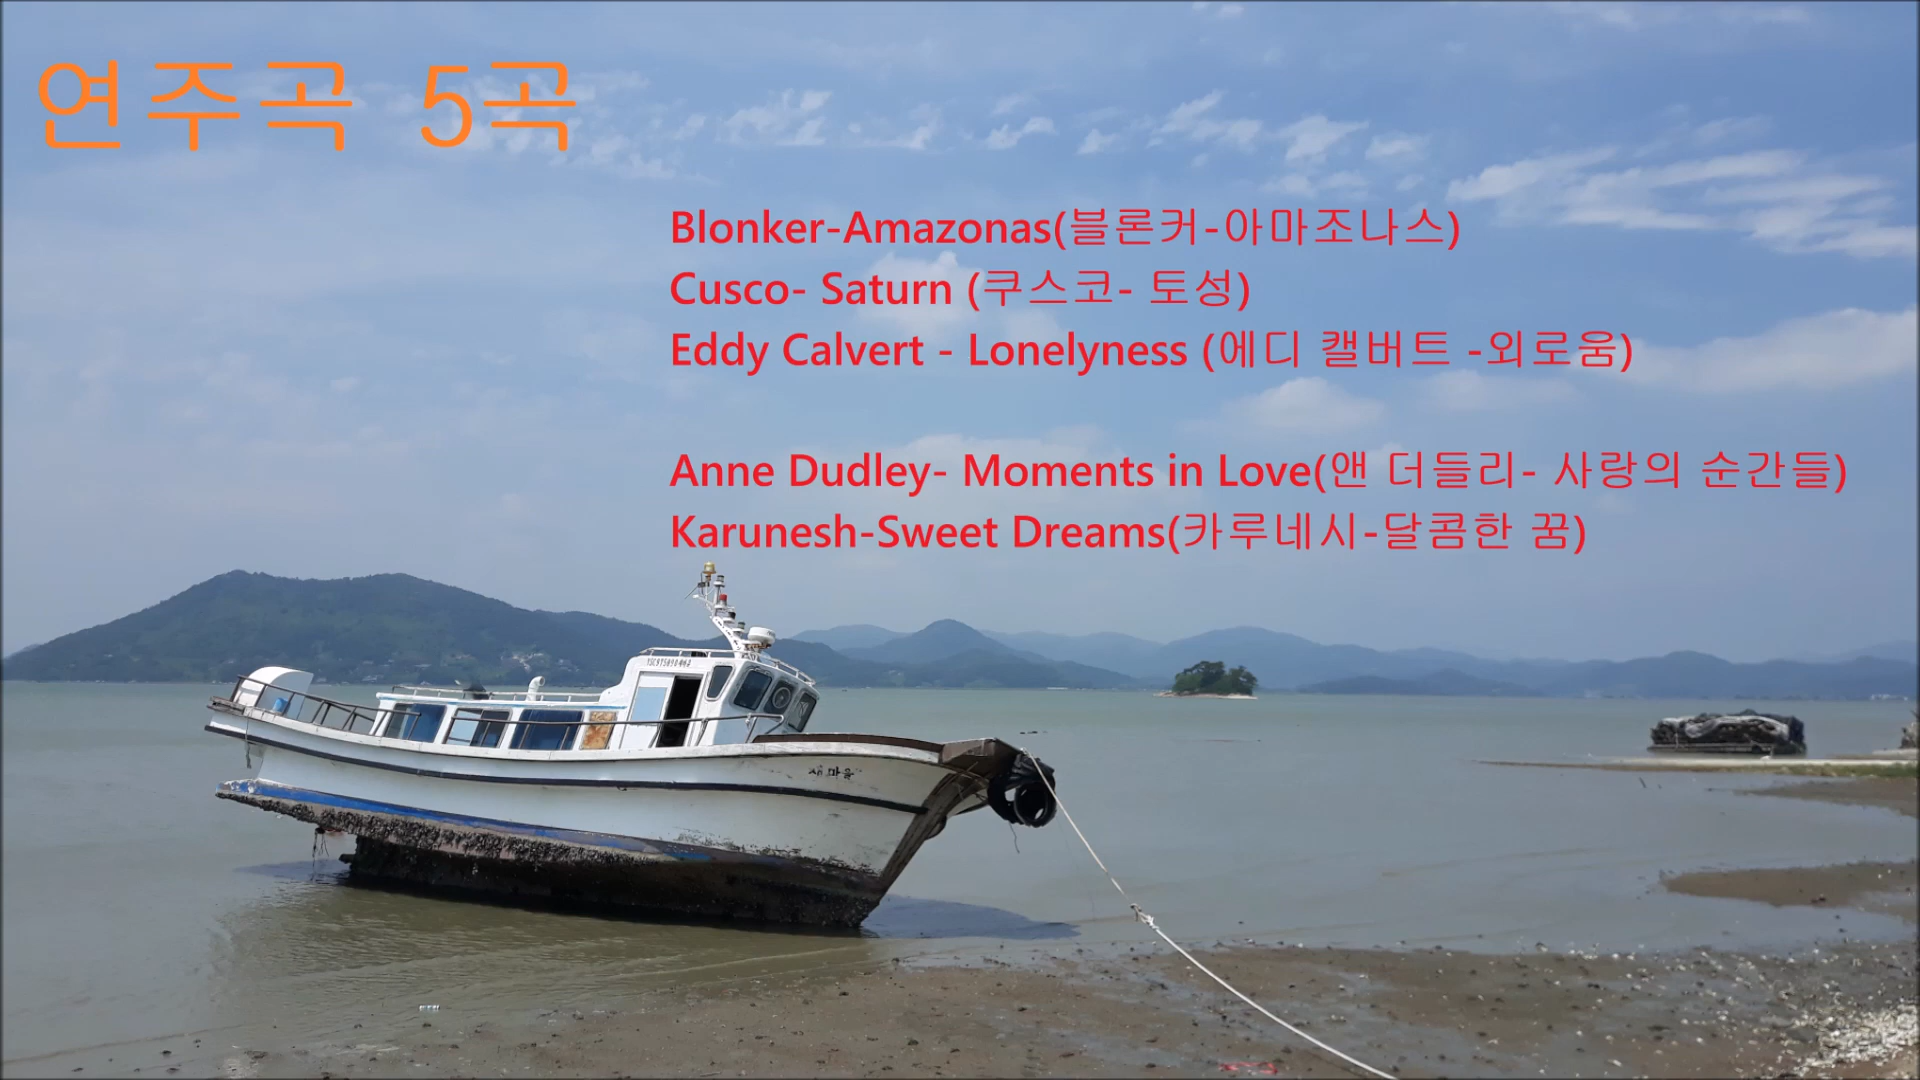 연주곡 5곡
Blonker-Amazonas(블론커-아마조나스)
Cusco- Saturn (쿠스코- 토성)
Eddy Calvert - Lonelyness (에디 캘버트 -외로움)
Anne Dudley- Moments in Love(앤 더들리- 사랑의 순간들)
Karunesh-Sweet Dreams(카루네시-달콤한 꿈)
새마을